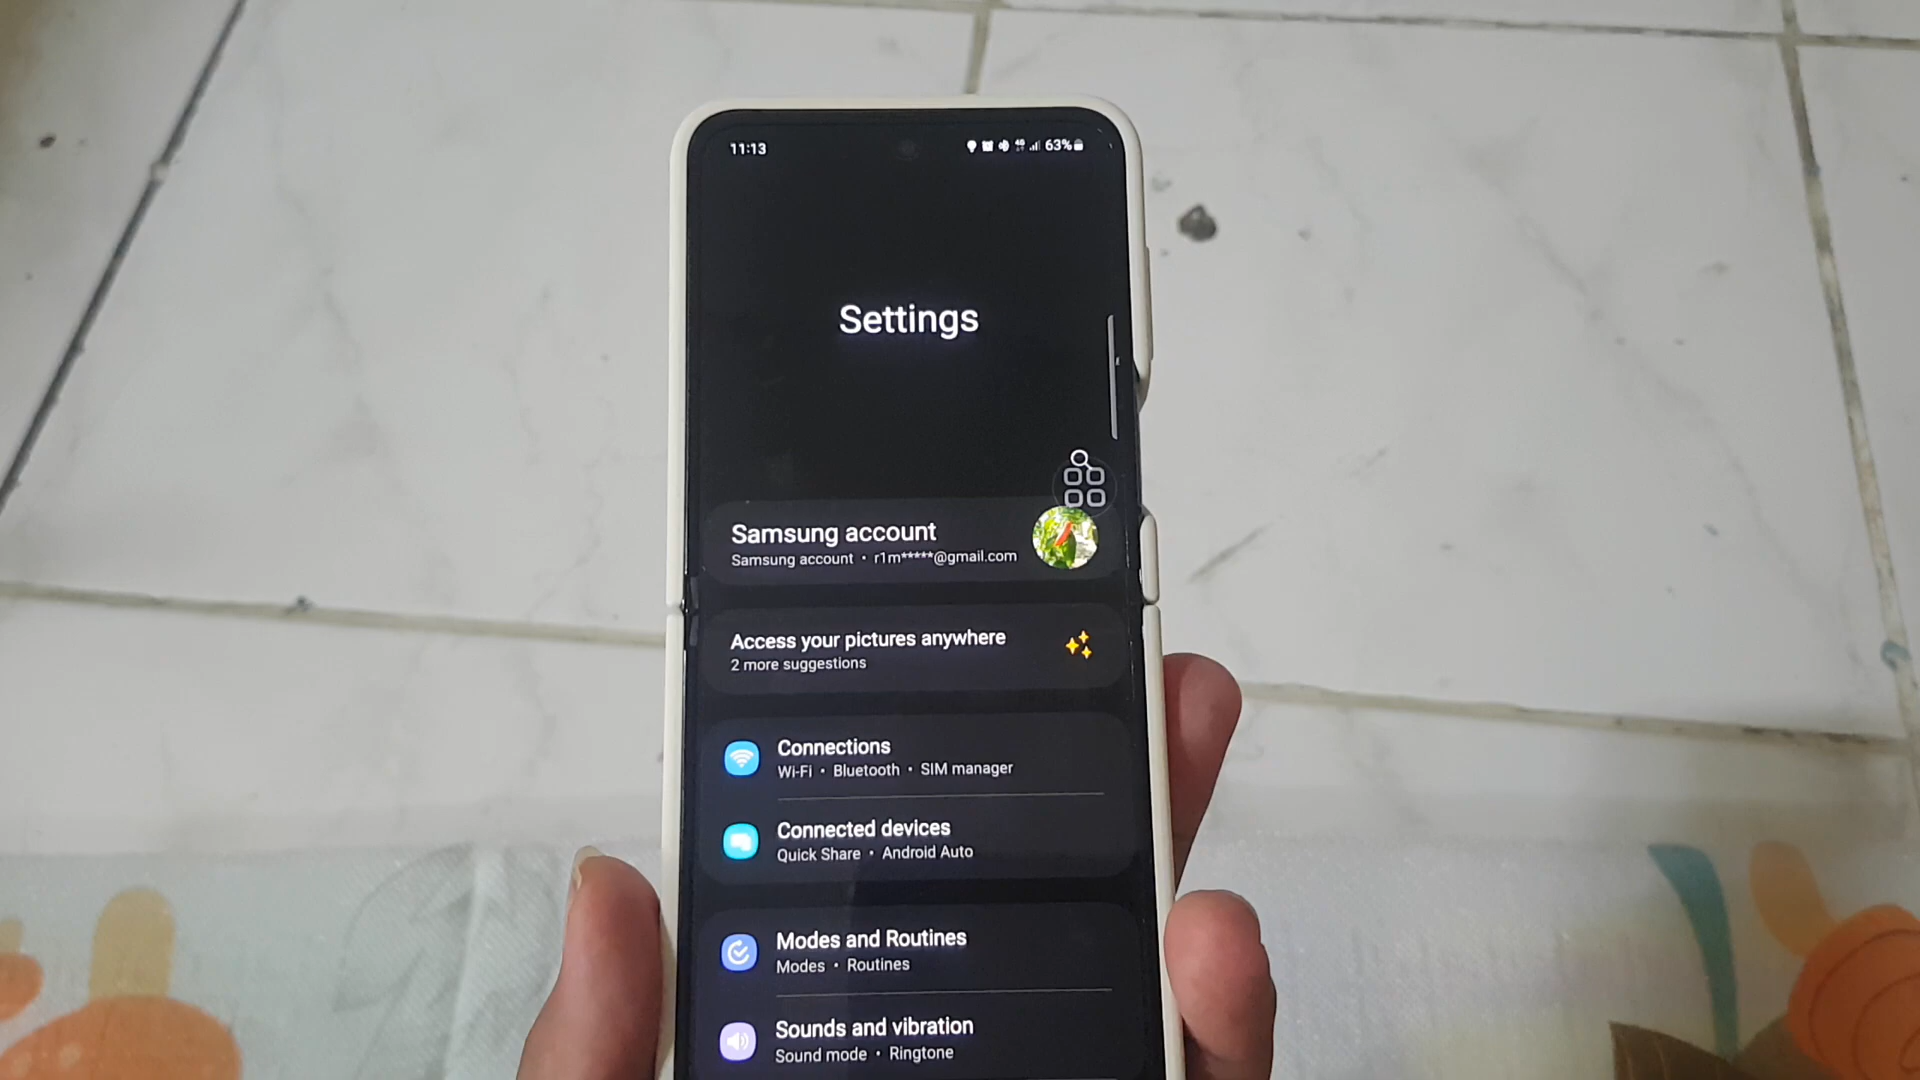 11:13
4G 63%
Settings
Samsung account
Samsung account • r1m*****@gmail.com
Access your pictures anywhere
2 more suggestions
Connections
Wi-Fi • Bluetooth • SIM manager
Connected devices
Quick Share • Android Auto
Modes and Routines
Modes • Routines
Sounds and vibration
Sound mode • Ringtone